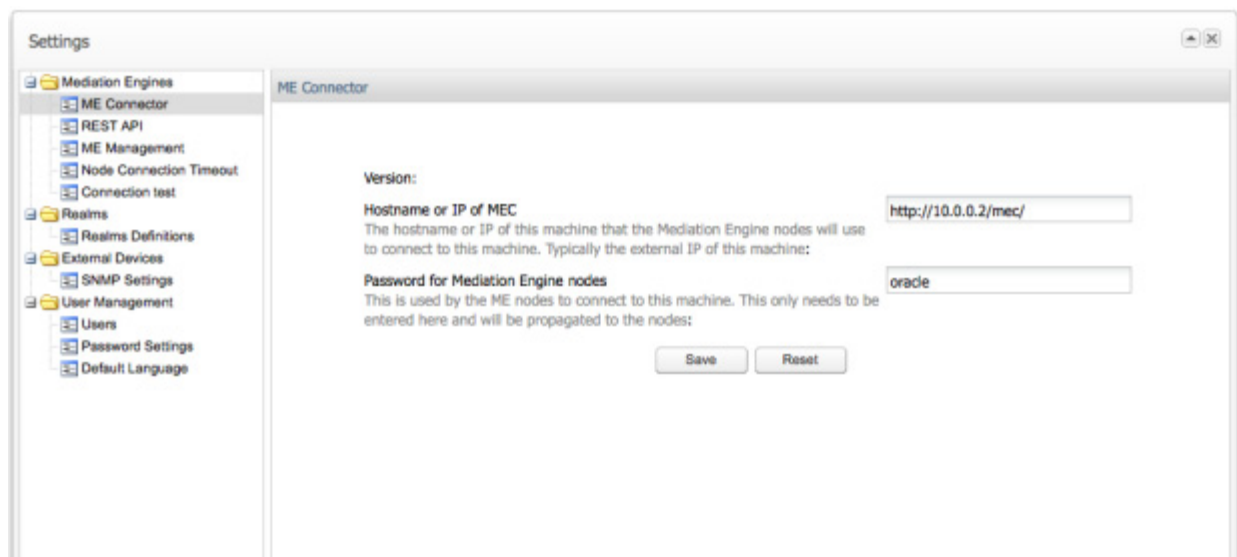 Settings
Mediation Engines
ME Connector
REST API
ME Management
Node Connection Timeout
Connection test
Realms
Realms Definitions
External Devices
SNMP Settings
User Management
Users
Password Settings
Default Language
ME Connector
Version:
Hostname or IP of MEC
http://10.0.0.2/mec/
The hostname or IP of this machine that the Mediation Engine nodes will use
to connect to this machine. Typically the external IP of this machine:
Password for Mediation Engine nodes
oracle
This is used by the ME nodes to connect to this machine. This only needs to be
entered here and will be propagated to the nodes:
Save Reset